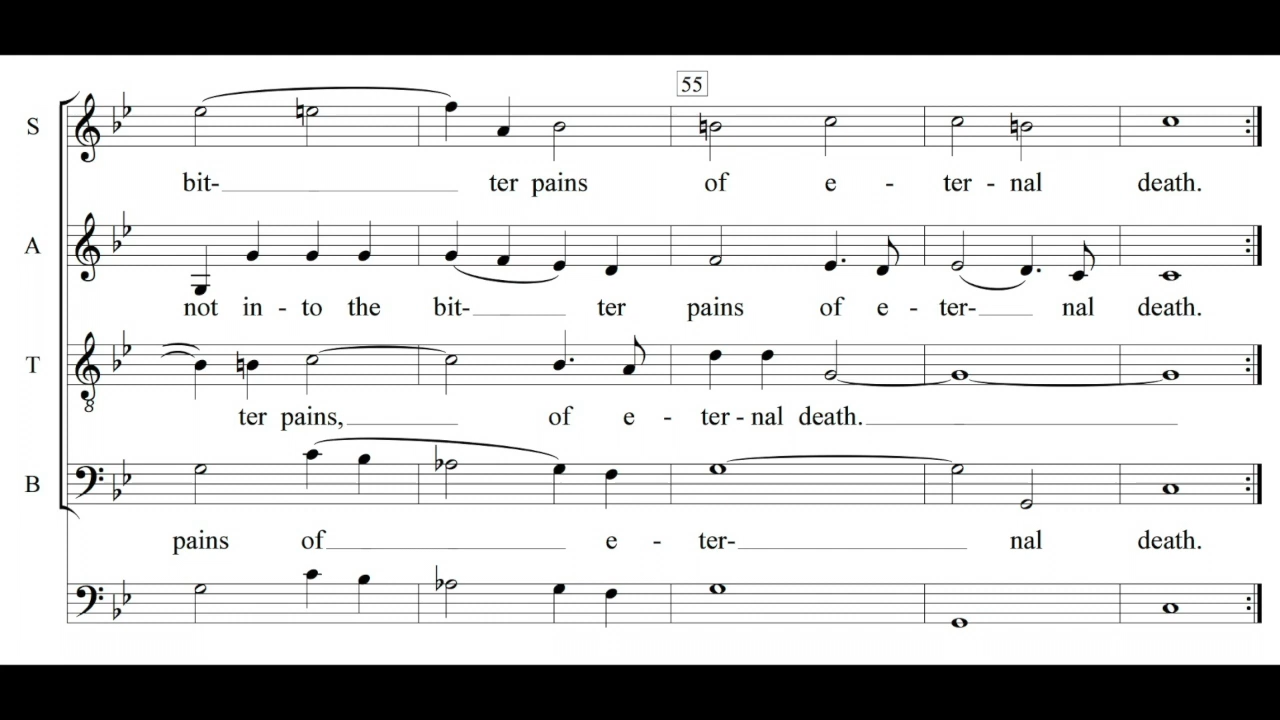 55
S
bit- ter pains of e - ter - nal death.
A
not in - to the bit- ter pains of e - ter- nal death.
T
8
ter pains, of e - ter - nal death.
B
pains of e - ter- nal death.